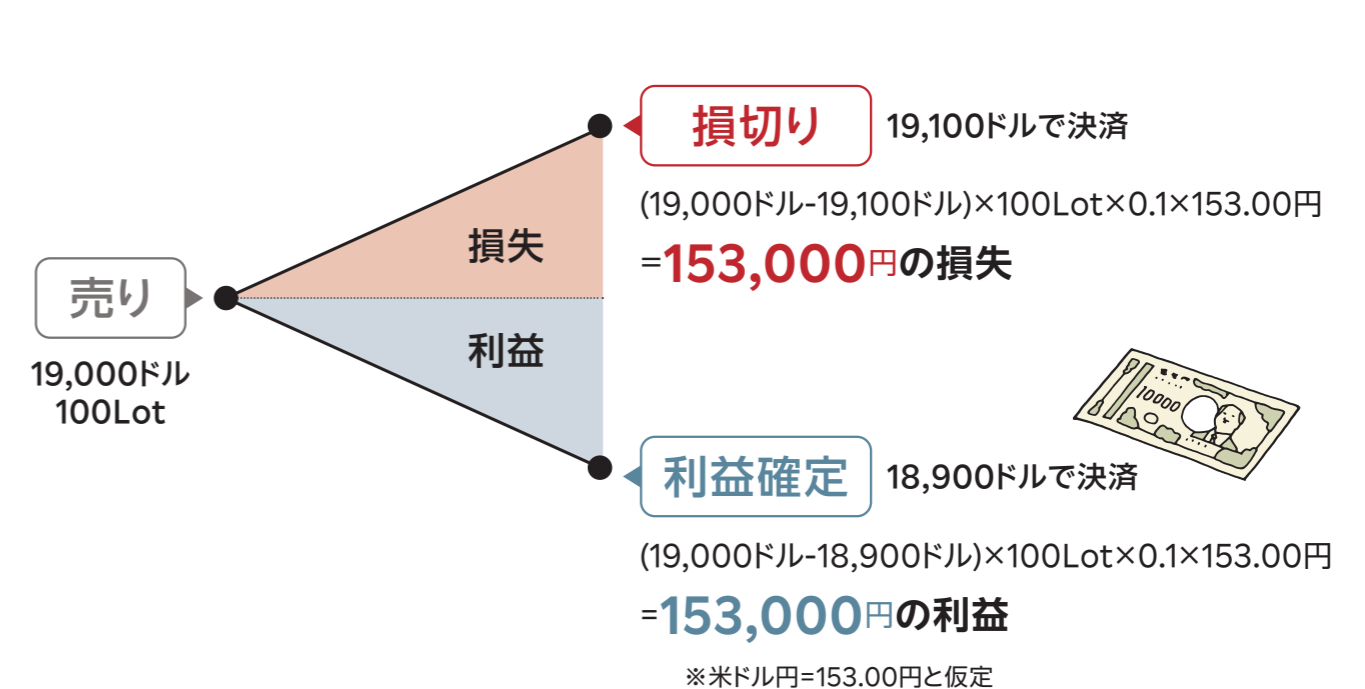 損切り 19,100ドルで決済
(19,000ドル-19,100ドル)×100Lot×0.1×153.00円
=153,000円の損失
損失
売り
19,000ドル
100Lot
利益
10000
利益確定 18,900ドルで決済
(19,000ドル-18,900ドル)×100Lot×0.1×153.00円
=153,000円の利益
※米ドル円=153.00円と仮定